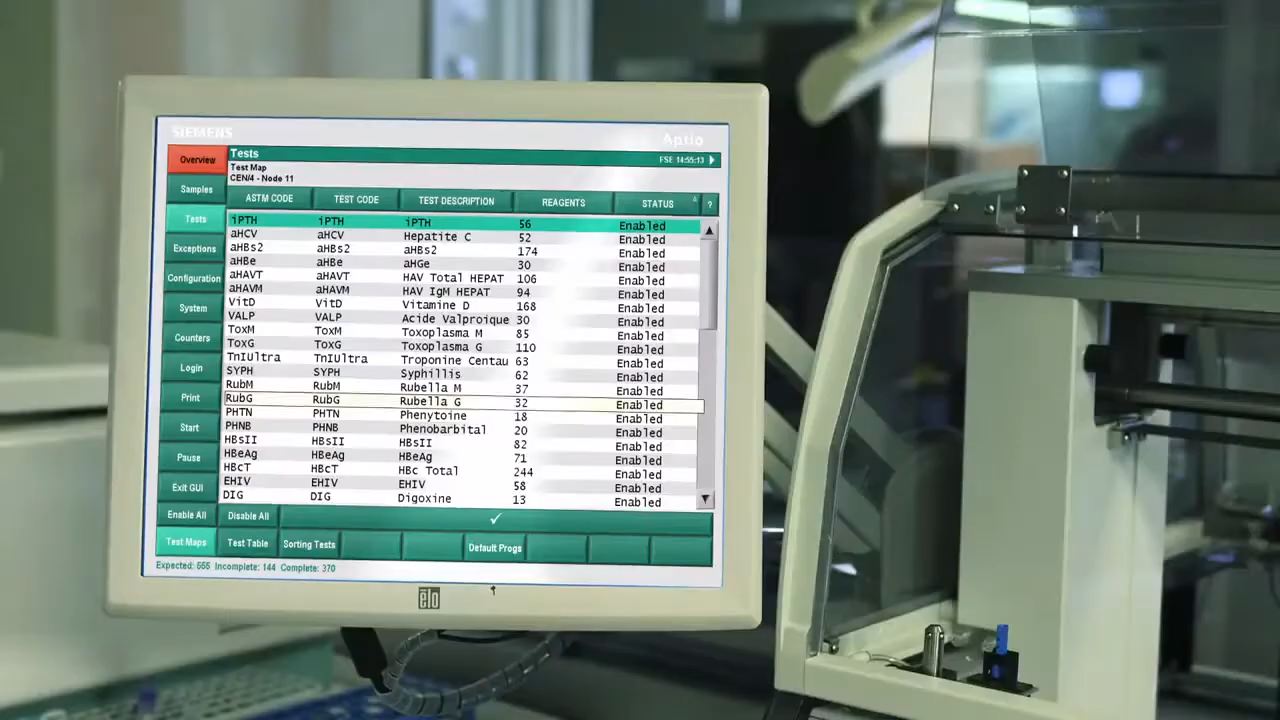 SIEMENS Aptio
Overview Tests FSE 14:55:13
Test Map
CEN/4 - Node 11
Samples ASTM CODE TEST CODE TEST DESCRIPTION REAGENTS STATUS ?
Tests
Exceptions
Configuration
System
Counters
Login
Print
Start
Pause
Exit GUI
iPTH iPTH iPTH 56 Enabled
aHCV aHCV Hepatite C 52 Enabled
aHBs2 aHBs2 aHBs2 174 Enabled
aHBe aHBe aHGe 30 Enabled
aHAVT aHAVT HAV Total HEPAT 106 Enabled
aHAVM aHAVM HAV IgM HEPAT 94 Enabled
VitD VitD Vitamine D 168 Enabled
VALP VALP Acide Valproique 30 Enabled
ToxM ToxM Toxoplasma M 85 Enabled
ToxG ToxG Toxoplasma G 110 Enabled
TnIUltra TnIUltra Troponine Centau 63 Enabled
SYPH SYPH Syphillis 62 Enabled
RubM RubM Rubella M 37 Enabled
RubG RubG Rubella G 32 Enabled
PHTN PHTN Phenytoine 18 Enabled
PHNB PHNB Phenobarbital 20 Enabled
HBsII HBsII HBsII 82 Enabled
HBeAg HBeAg HBeAg 71 Enabled
HBcT HBcT HBc Total 244 Enabled
EHIV EHIV EHIV 58 Enabled
DIG DIG Digoxine 13 Enabled
Enable All Disable All
Test Maps Test Table Sorting Tests Default Progs
Expected: 555 Incomplete: 144 Complete: 370
elo